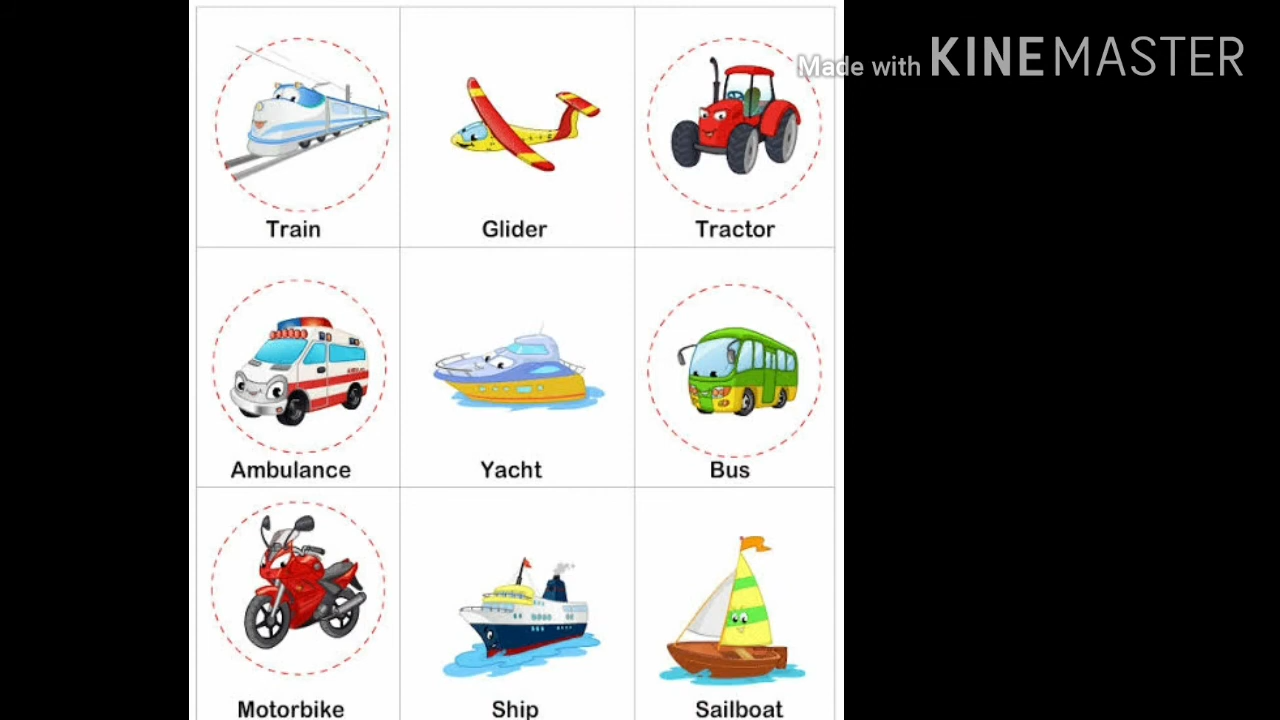 Made with KINEMASTER
Train
Glider
Tractor
Ambulance
Yacht
Bus
Motorbike
Ship
Sailboat